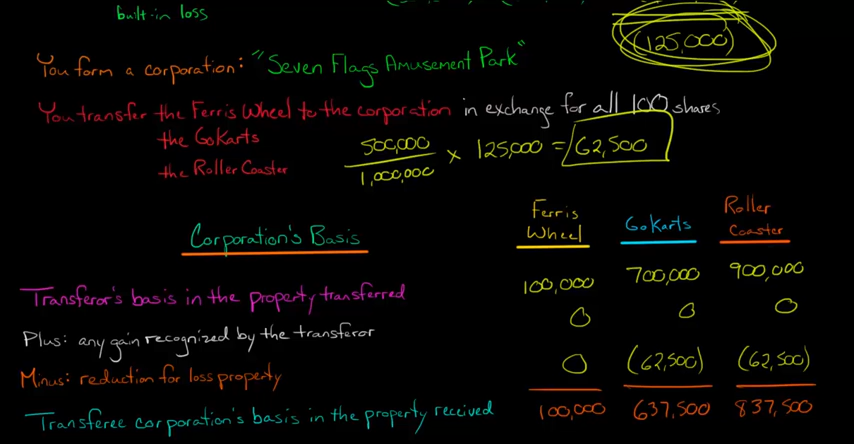 built-in loss
(125,000)
You form a corporation: "Seven Flags Amusement Park"
You transfer the Ferris Wheel to the corporation in exchange for all 100 shares
the GoKarts
the Roller Coaster
500,000
1,000,000
× 125,000 = 62,500
Corporation's Basis
Ferris Wheel
GoKarts
Roller Coaster
Transferor's basis in the property transferred 100,000 700,000 900,000
Plus: any gain recognized by the transferor 0 0 0
Minus: reduction for loss property 0 (62,500) (62,500)
Transferee corporation's basis in the property received 100,000 637,500 837,500